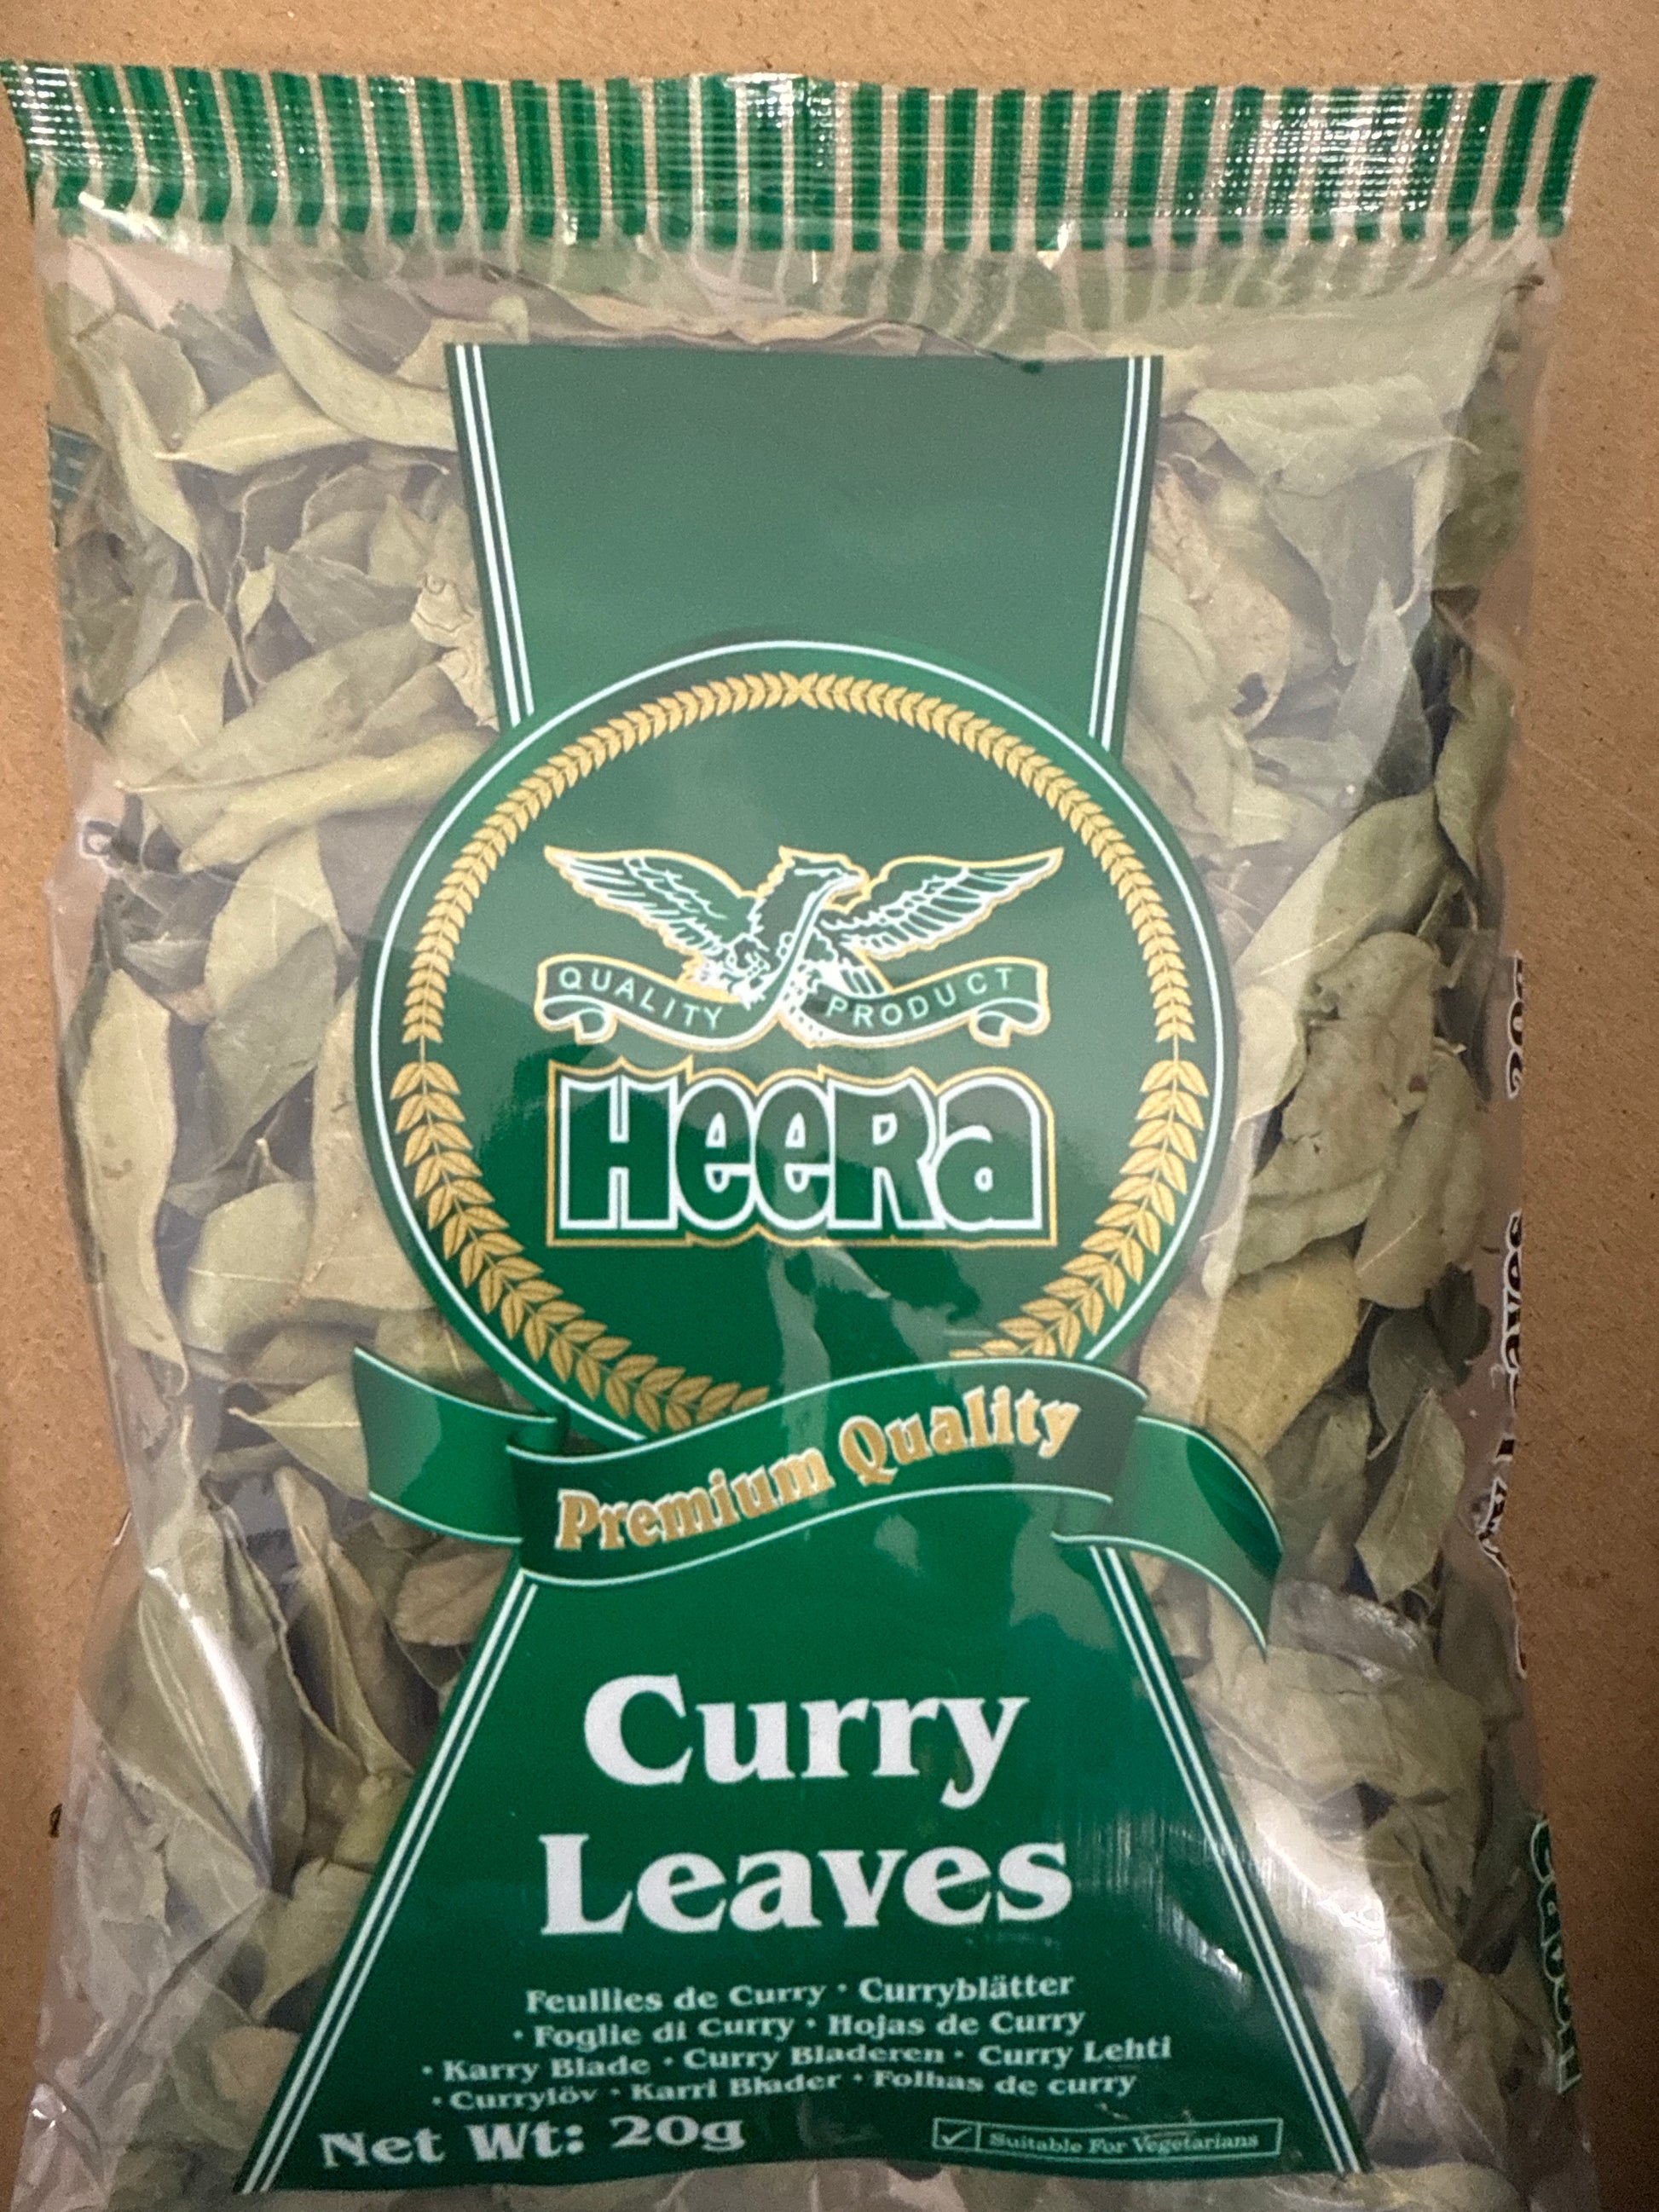 QUALITY PRODUCT
HeeRa
Premium Quality
Curry
Leaves
Feullies de Curry • Curryblätter
• Foglie di Curry • Hojas de Curry
• Karry Blade • Curry Bladeren • Curry Lehti
• Currylöv • Karri Blader • Folhas de curry
Net Wt: 20g
Suitable For Vegetarians